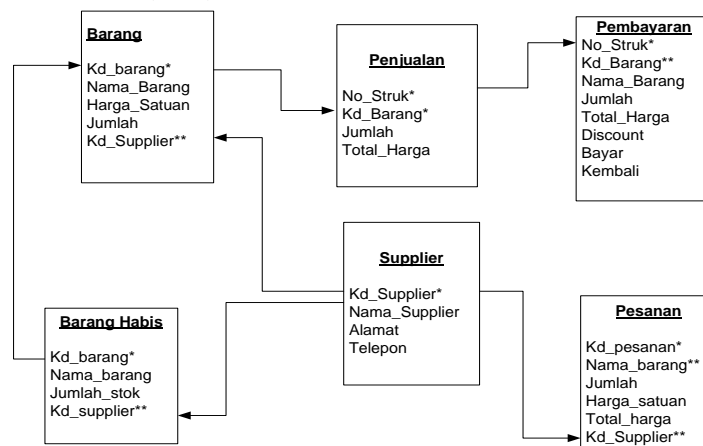 Barang
Kd_barang*
Nama_Barang
Harga_Satuan
Jumlah
Kd_Supplier**
Penjualan
No_Struk*
Kd_Barang*
Jumlah
Total_Harga
Pembayaran
No_Struk*
Kd_Barang**
Nama_Barang
Jumlah
Total_Harga
Discount
Bayar
Kembali
Barang Habis
Kd_barang*
Nama_barang
Jumlah_stok
Kd_supplier**
Supplier
Kd_Supplier*
Nama_Supplier
Alamat
Telepon
Pesanan
Kd_pesanan*
Nama_barang**
Jumlah
Harga_satuan
Total_harga
Kd_Supplier**